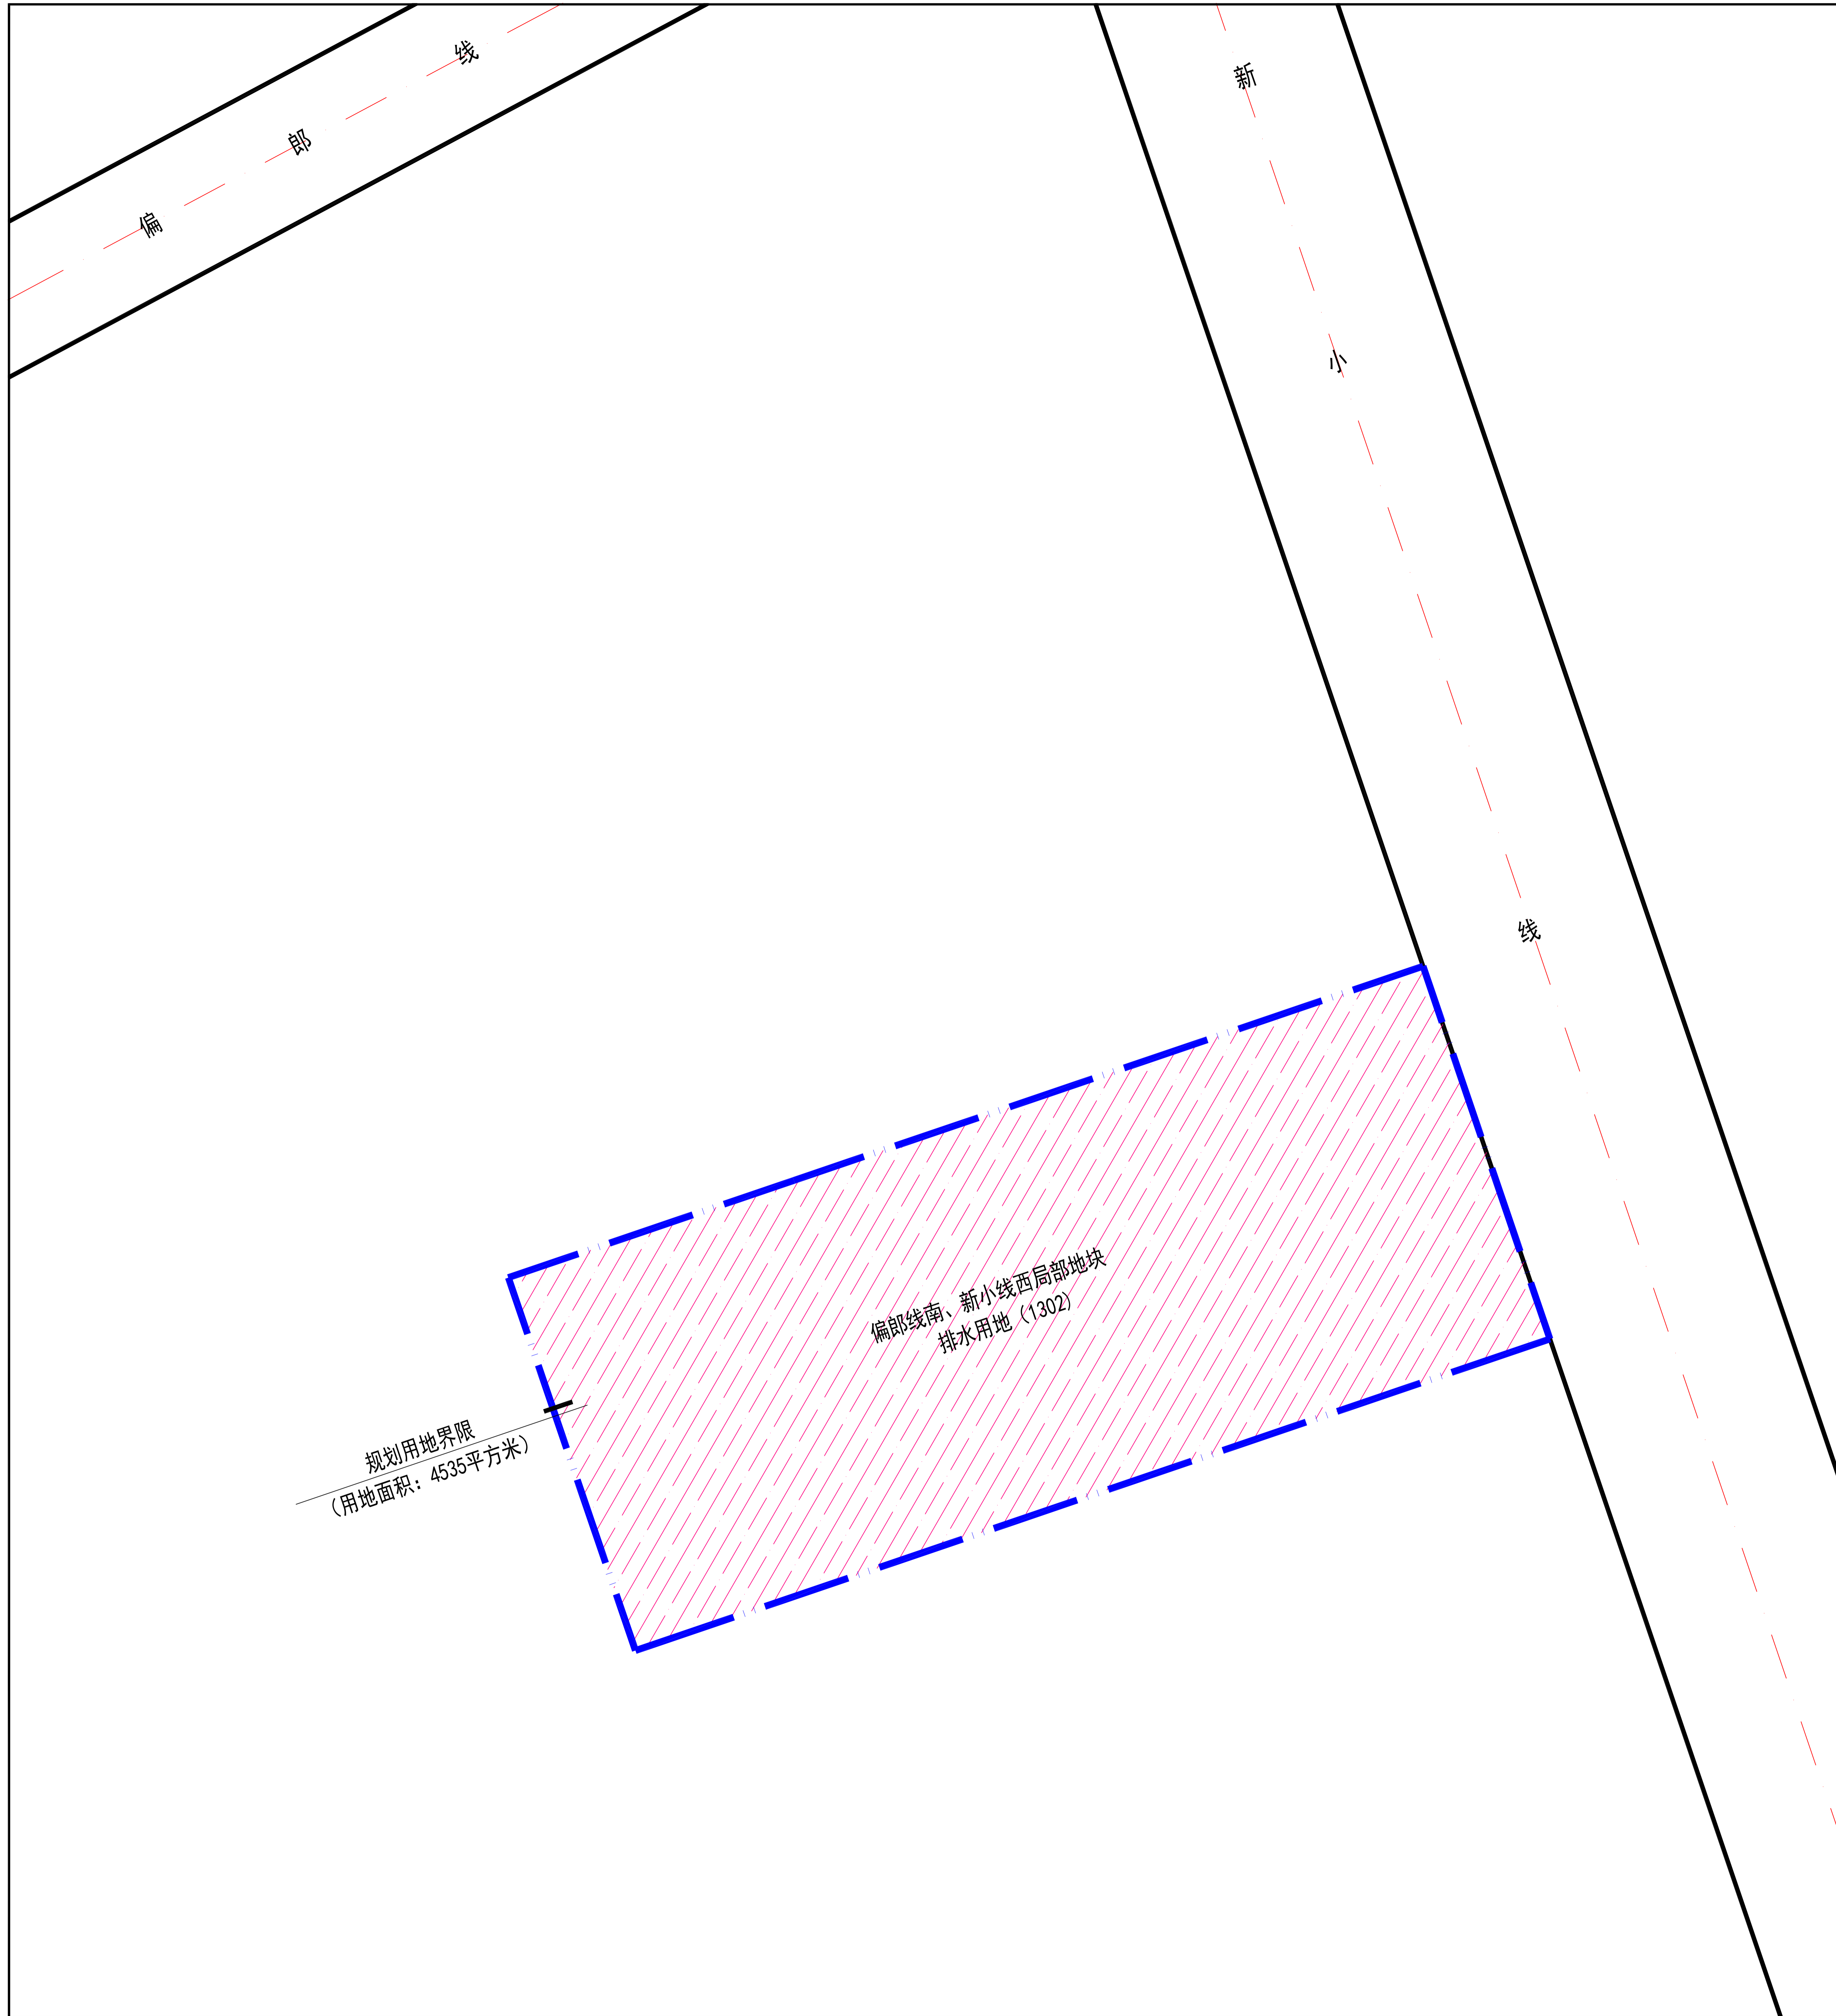 偏郎线
新小线
偏郎线南、新小线西局部地块
排水用地（1302）
规划用地界限
（用地面积：4535平方米）